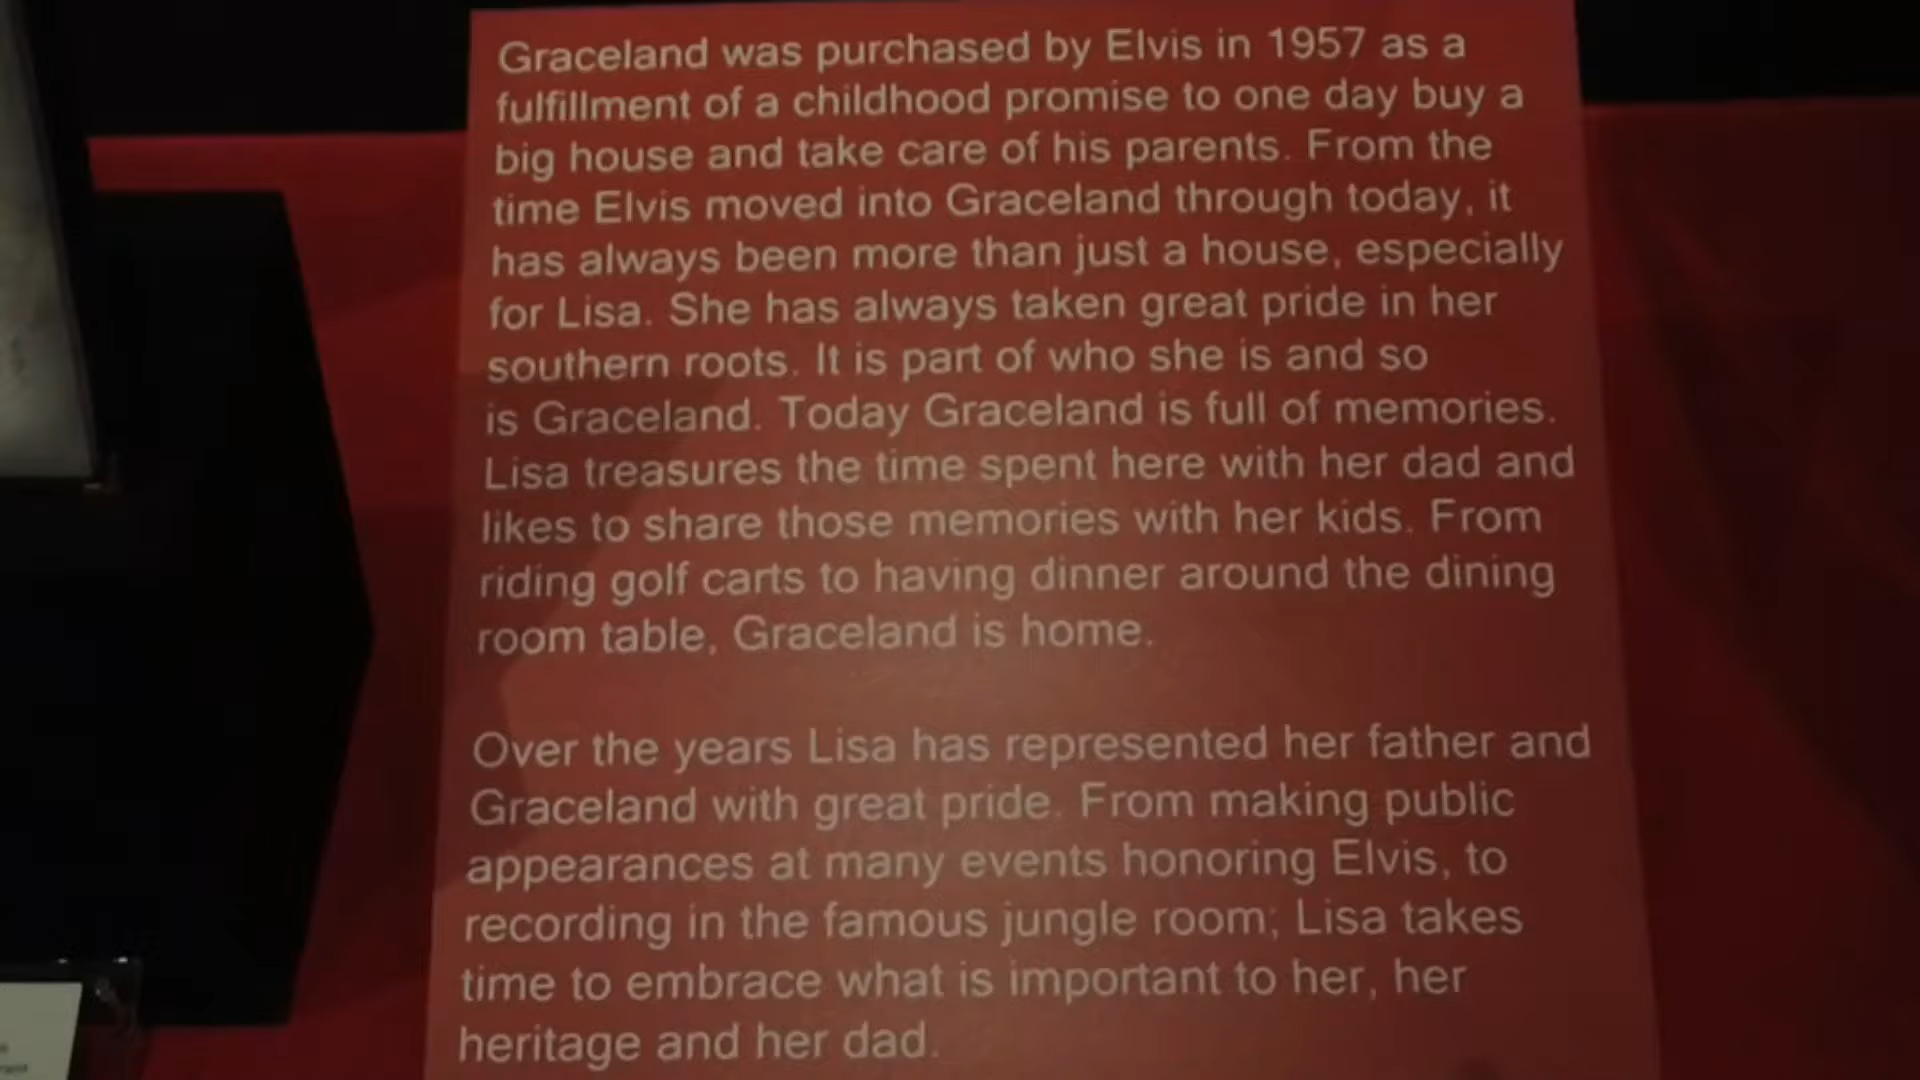 Graceland was purchased by Elvis in 1957 as a
fulfillment of a childhood promise to one day buy a
big house and take care of his parents. From the
time Elvis moved into Graceland through today, it
has always been more than just a house, especially
for Lisa. She has always taken great pride in her
southern roots. It is part of who she is and so
is Graceland. Today Graceland is full of memories.
Lisa treasures the time spent here with her dad and
likes to share those memories with her kids. From
riding golf carts to having dinner around the dining
room table, Graceland is home.
Over the years Lisa has represented her father and
Graceland with great pride. From making public
appearances at many events honoring Elvis, to
recording in the famous jungle room; Lisa takes
time to embrace what is important to her, her
heritage and her dad.